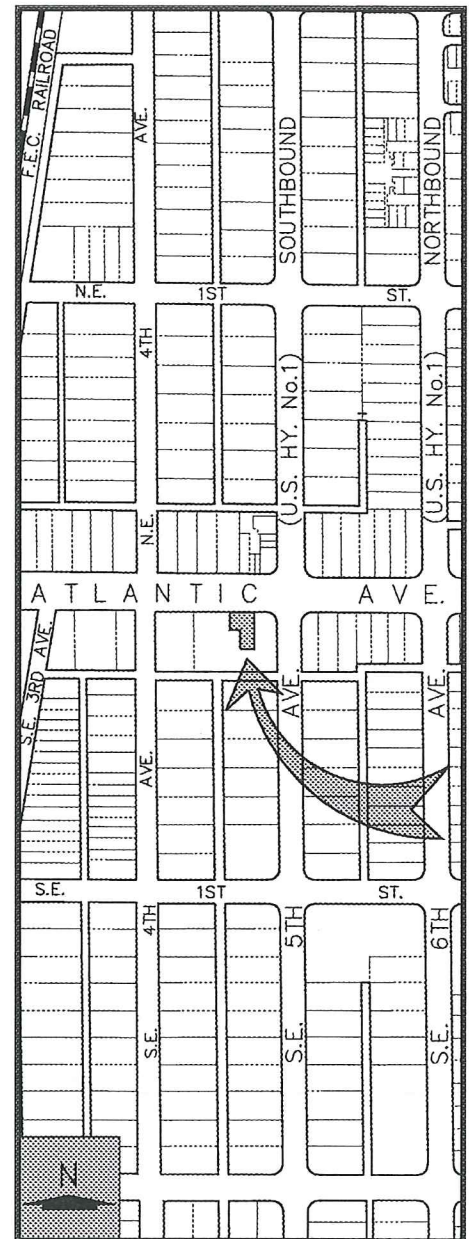 F.E.C. RAILROAD
AVE.
SOUTHBOUND
NORTHBOUND
N.E. 1ST ST.
4TH
(U.S. HY. No.1)
(U.S. HY. No.1)
N.E.
ATLANTIC AVE.
S.E. 3RD AVE.
AVE.
AVE.
AVE.
S.E. 1ST ST.
4TH
5TH
6TH
S.E.
S.E.
S.E.
N